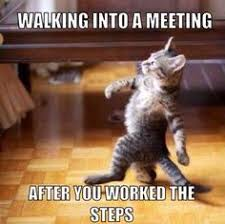 WALKING INTO A MEETING
AFTER YOU WORKED THE
STEPS